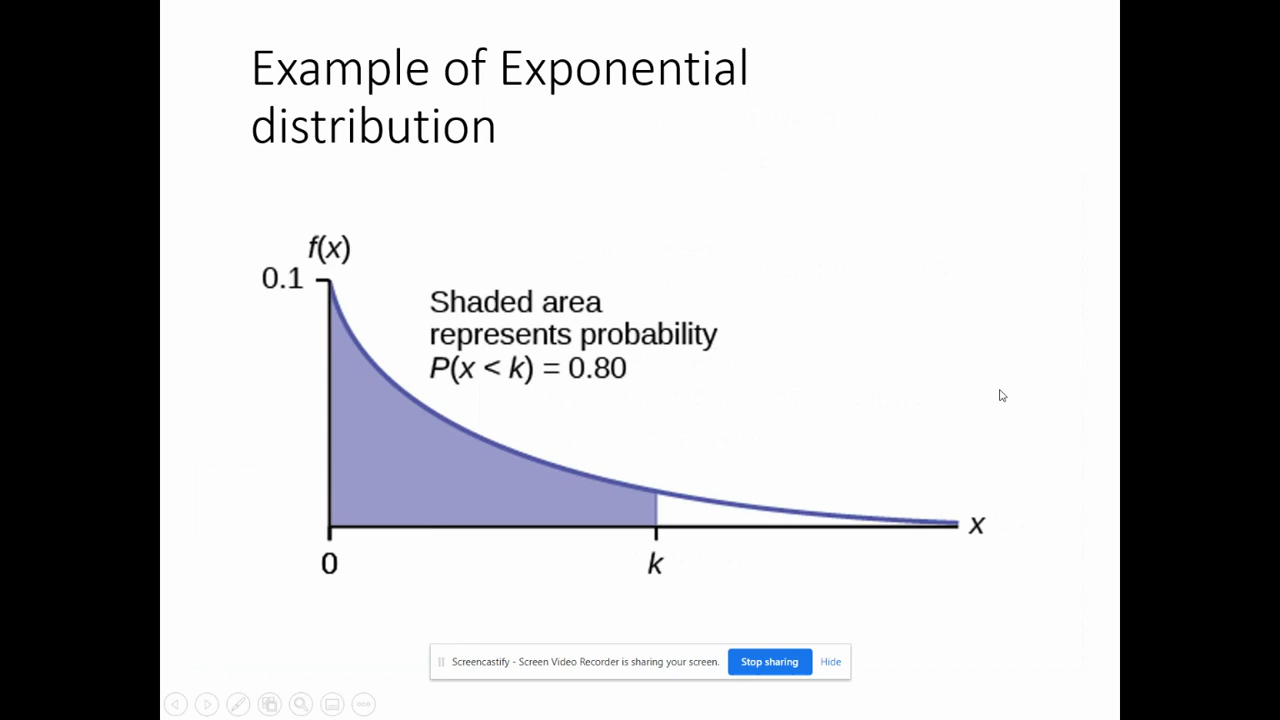 Example of Exponential
distribution
f(x)
0.1
Shaded area
represents probability
P(x < k) = 0.80
x
0
k
Screencastify - Screen Video Recorder is sharing your screen.
Stop sharing
Hide